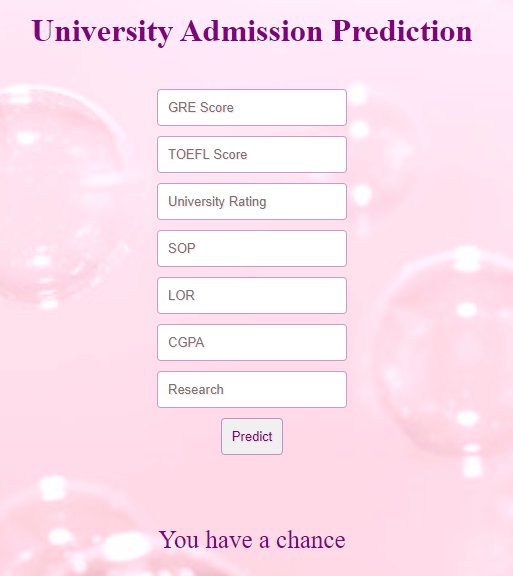 University Admission Prediction
GRE Score
TOEFL Score
University Rating
SOP
LOR
CGPA
Research
Predict
You have a chance